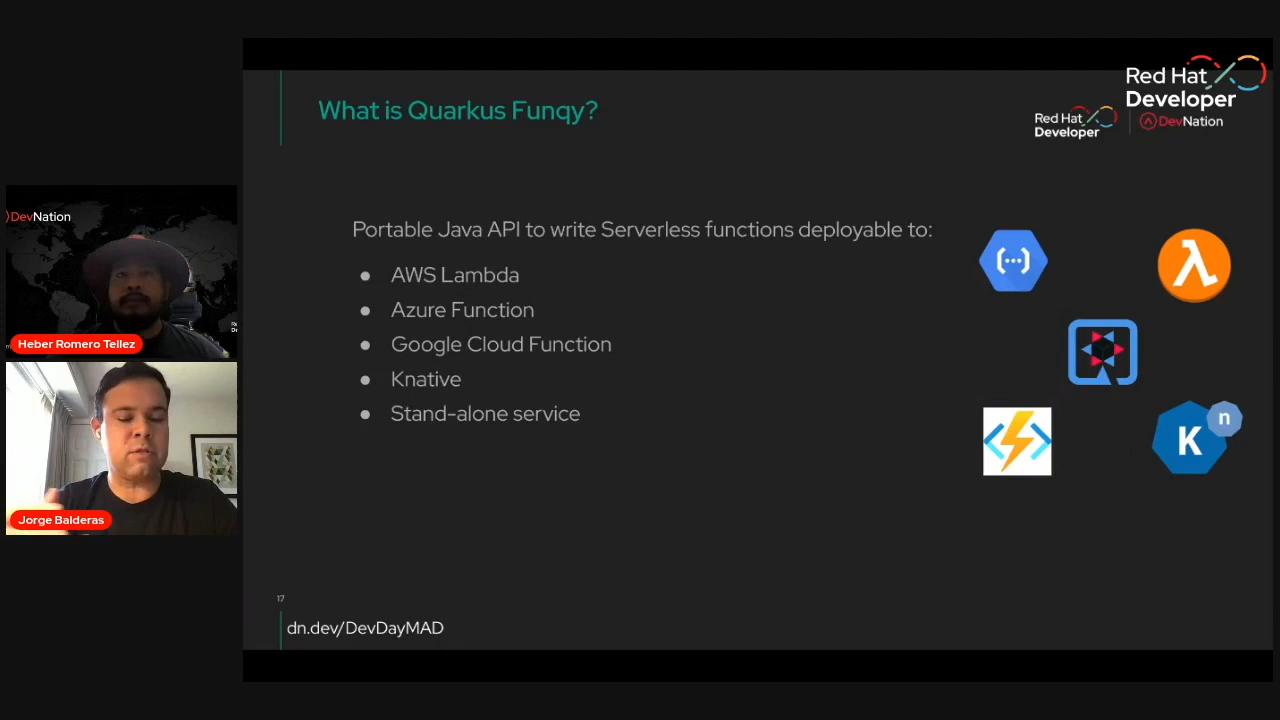 What is Quarkus Funqy?
Red Hat
Developer
Red Hat
Developer
DevNation
Portable Java API to write Serverless functions deployable to:
● AWS Lambda
● Azure Function
● Google Cloud Function
● Knative
● Stand-alone service
K
n
17
dn.dev/DevDayMAD
DevNation
Heber Romero Tellez
Jorge Balderas